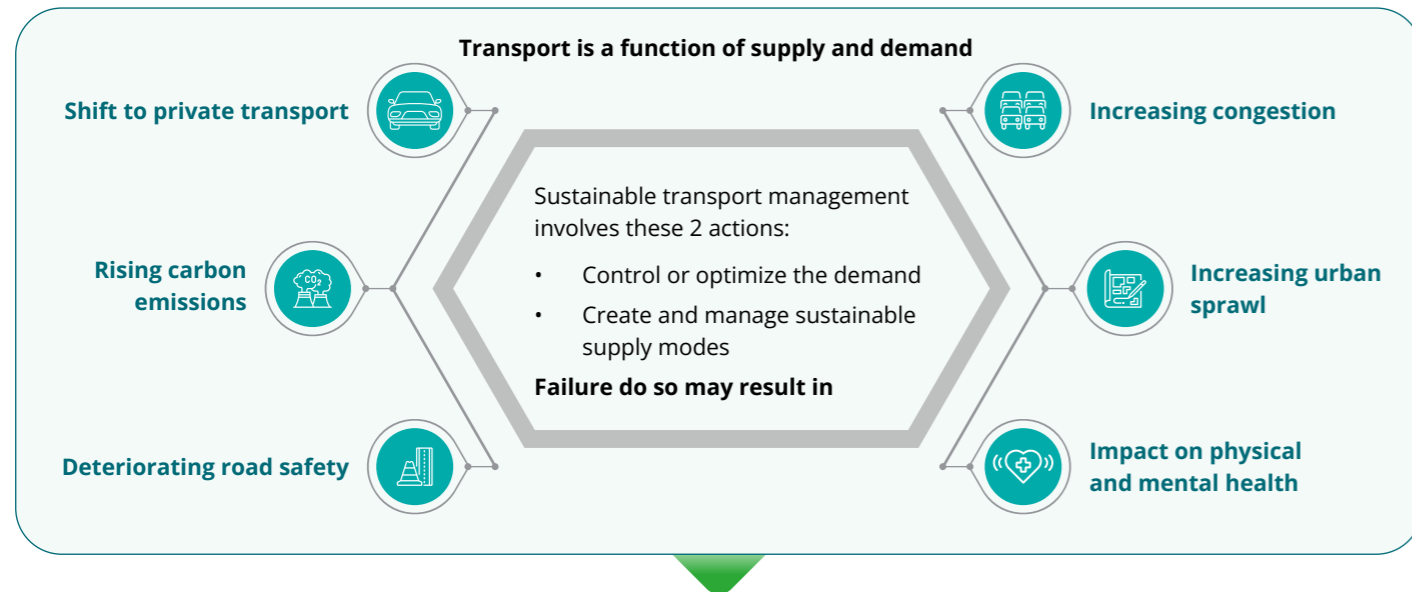 Transport is a function of supply and demand
Shift to private transport
Rising carbon
emissions
CO2
Deteriorating road safety
Sustainable transport management
involves these 2 actions:
• Control or optimize the demand
• Create and manage sustainable
supply modes
Failure do so may result in
Increasing congestion
Increasing urban
sprawl
Impact on physical
and mental health